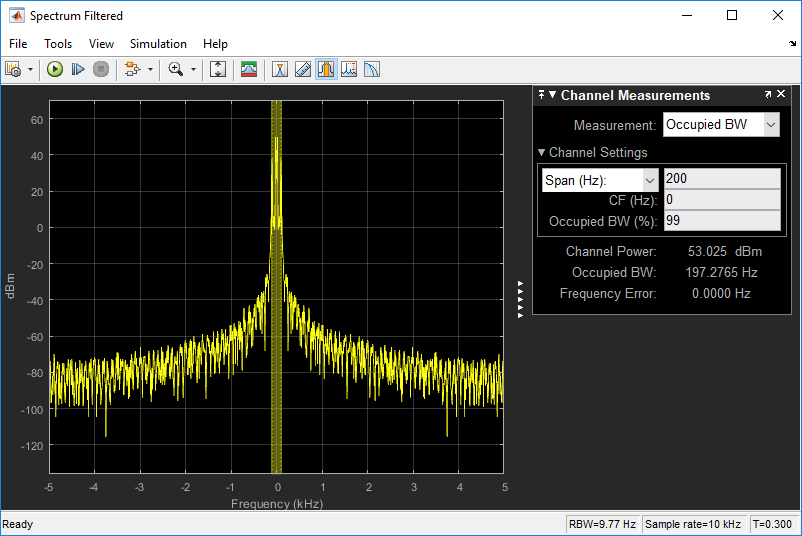 Spectrum Filtered
File Tools View Simulation Help
Channel Measurements
Measurement: Occupied BW
Channel Settings
Span (Hz): 200
CF (Hz): 0
Occupied BW (%): 99
Channel Power: 53.025 dBm
Occupied BW: 197.2765 Hz
Frequency Error: 0.0000 Hz
60
40
20
0
-20
-40
-60
-80
-100
-120
dBm
-5 -4 -3 -2 -1 0 1 2 3 4 5
Frequency (kHz)
Ready RBW=9.77 Hz Sample rate=10 kHz T=0.300